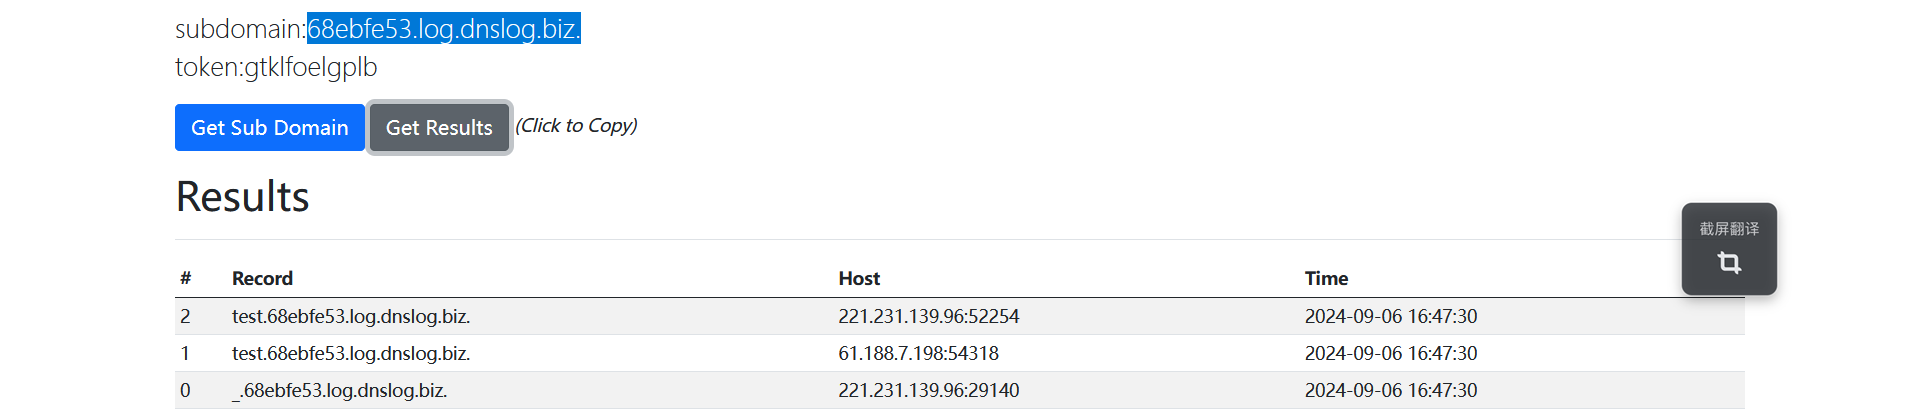 subdomain:68ebfe53.log.dnslog.biz.
token:gtklfoelgplb
Get Sub Domain Get Results (Click to Copy)
Results
截屏翻译
# Record Host Time
2 test.68ebfe53.log.dnslog.biz. 221.231.139.96:52254 2024-09-06 16:47:30
1 test.68ebfe53.log.dnslog.biz. 61.188.7.198:54318 2024-09-06 16:47:30
0 _.68ebfe53.log.dnslog.biz. 221.231.139.96:29140 2024-09-06 16:47:30